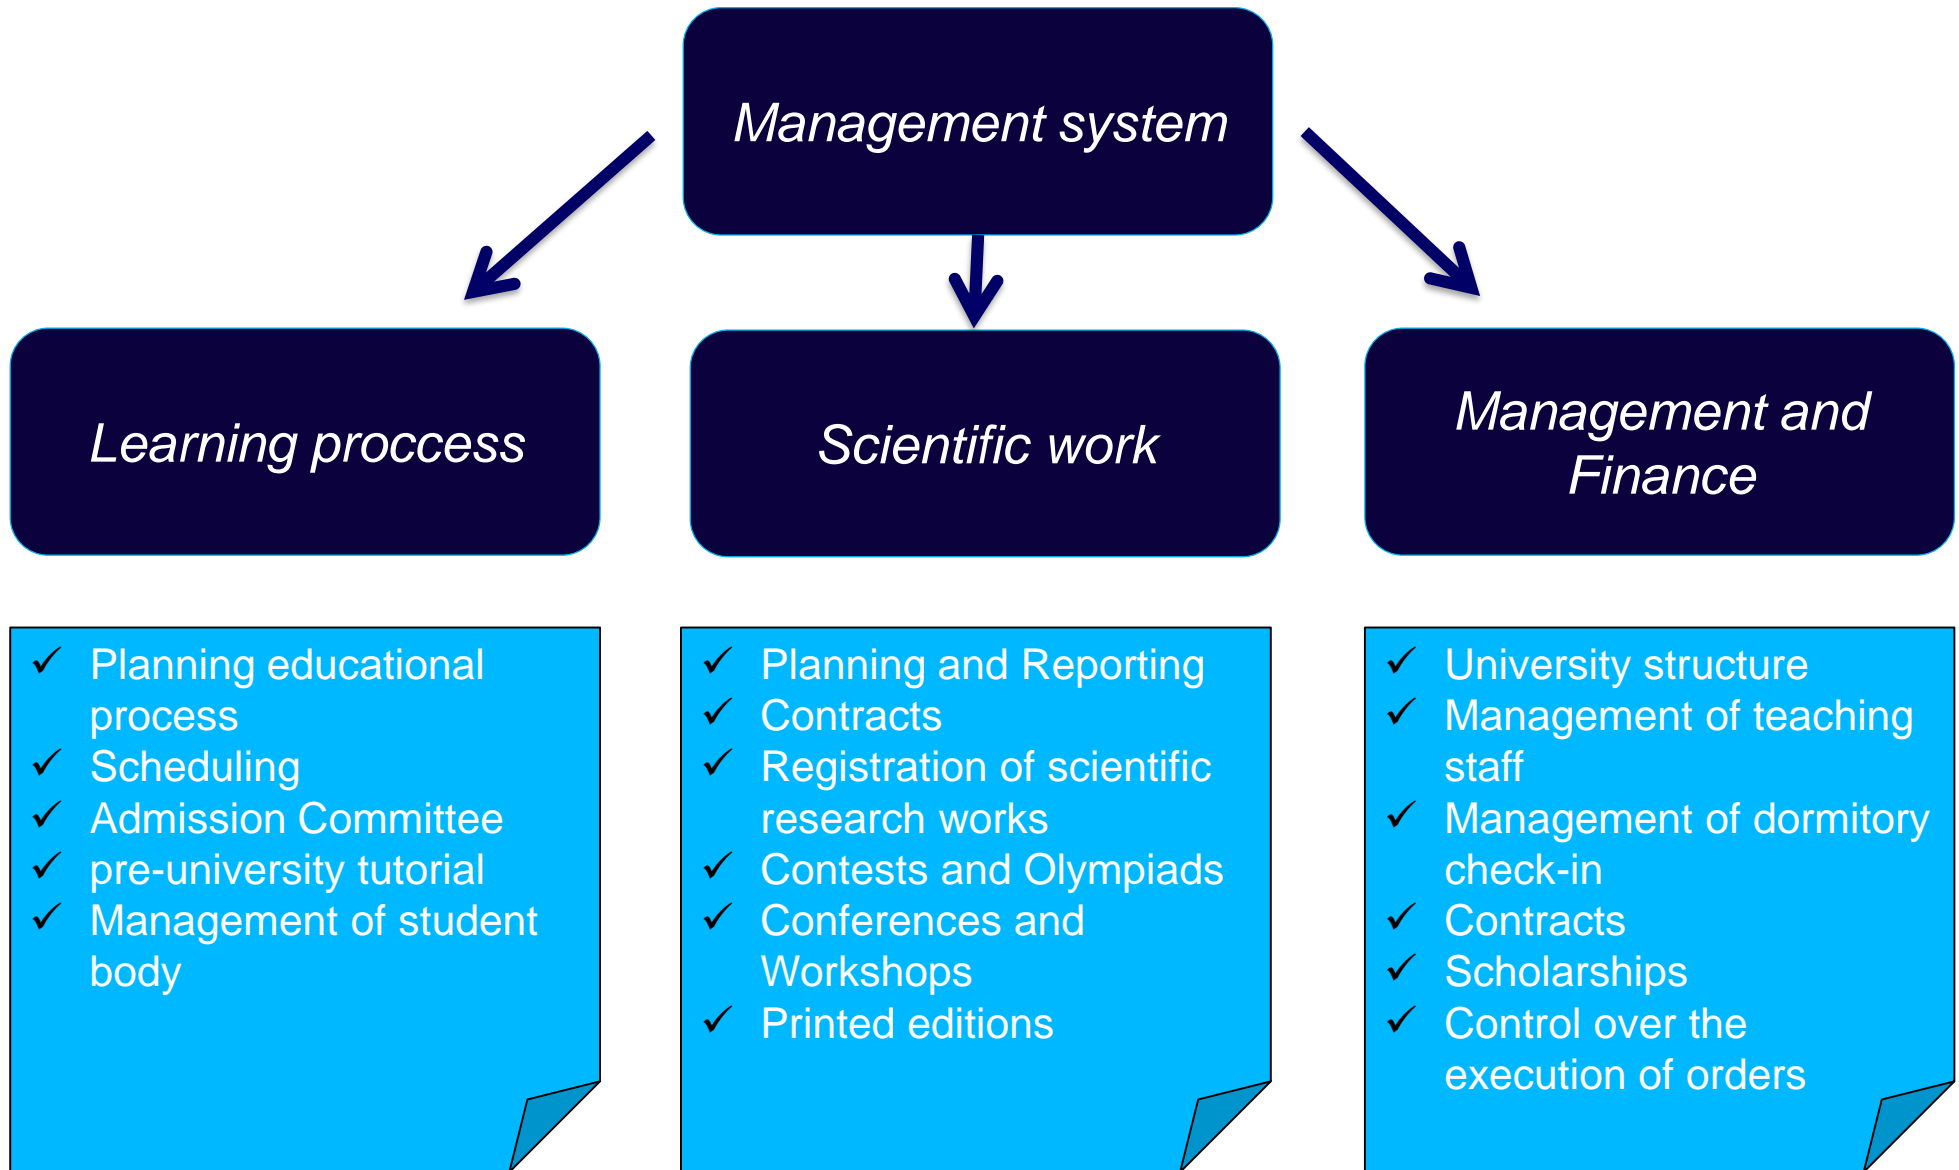 Management system
Learning proccess
Scientific work
Management and
Finance
Planning educational
process
Scheduling
Admission Committee
pre-university tutorial
Management of student
body
Planning and Reporting
Contracts
Registration of scientific
research works
Contests and Olympiads
Conferences and
Workshops
Printed editions
University structure
Management of teaching
staff
Management of dormitory
check-in
Contracts
Scholarships
Control over the
execution of orders